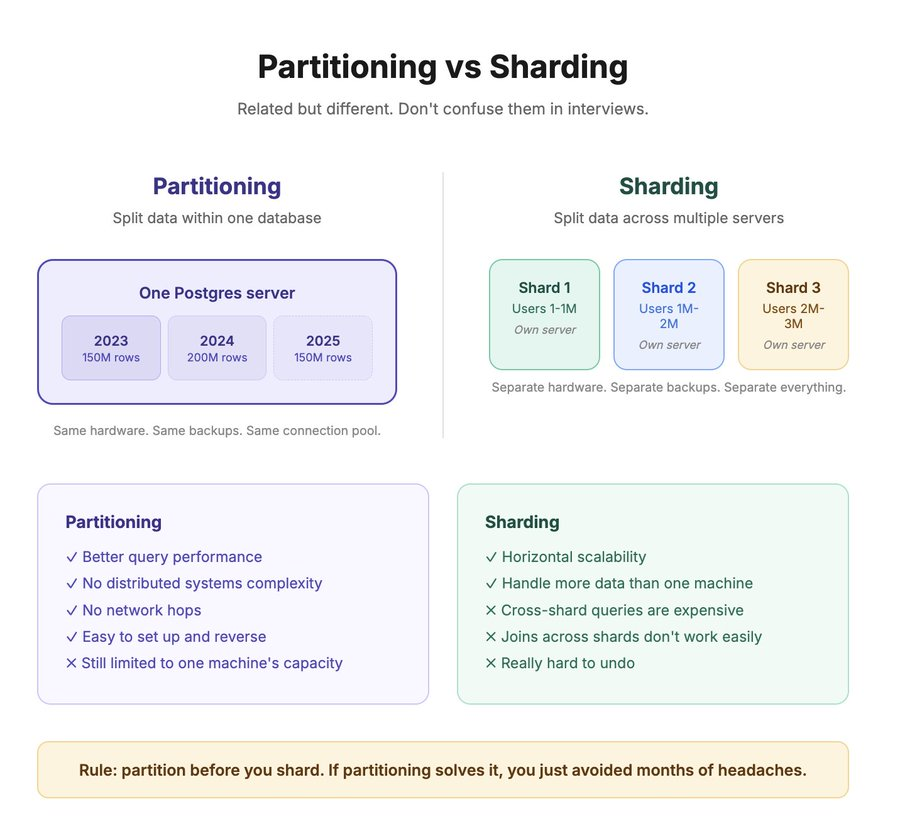 Partitioning vs Sharding
Related but different. Don't confuse them in interviews.
Partitioning
Split data within one database
One Postgres server
2023
150M rows
2024
200M rows
2025
150M rows
Same hardware. Same backups. Same connection pool.
Sharding
Split data across multiple servers
Shard 1
Users 1-1M
Own server
Shard 2
Users 1M-
2M
Own server
Shard 3
Users 2M-
3M
Own server
Separate hardware. Separate backups. Separate everything.
Partitioning
✓ Better query performance
✓ No distributed systems complexity
✓ No network hops
✓ Easy to set up and reverse
✕ Still limited to one machine's capacity
Sharding
✓ Horizontal scalability
✓ Handle more data than one machine
✕ Cross-shard queries are expensive
✕ Joins across shards don't work easily
✕ Really hard to undo
Rule: partition before you shard. If partitioning solves it, you just avoided months of headaches.